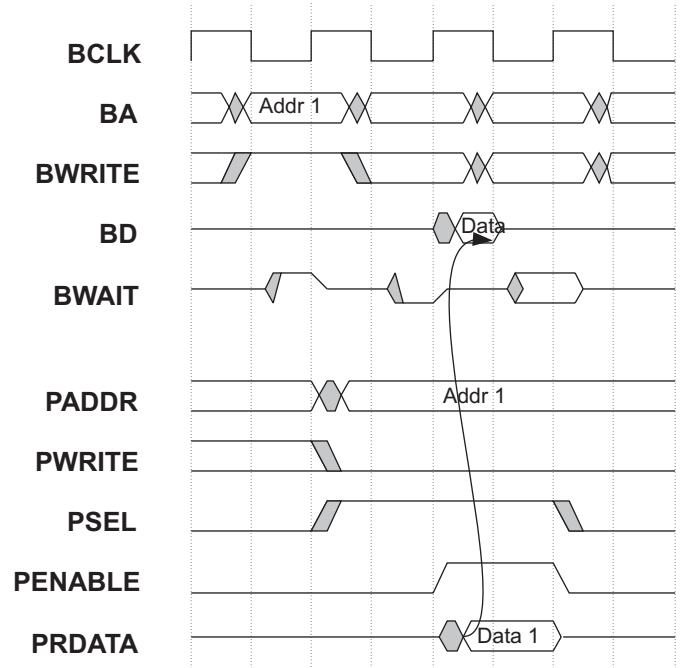 BCLK
BA
Addr 1
BWRITE
BD
Data
BWAIT
PADDR
Addr 1
PWRITE
PSEL
PENABLE
PRDATA
Data 1